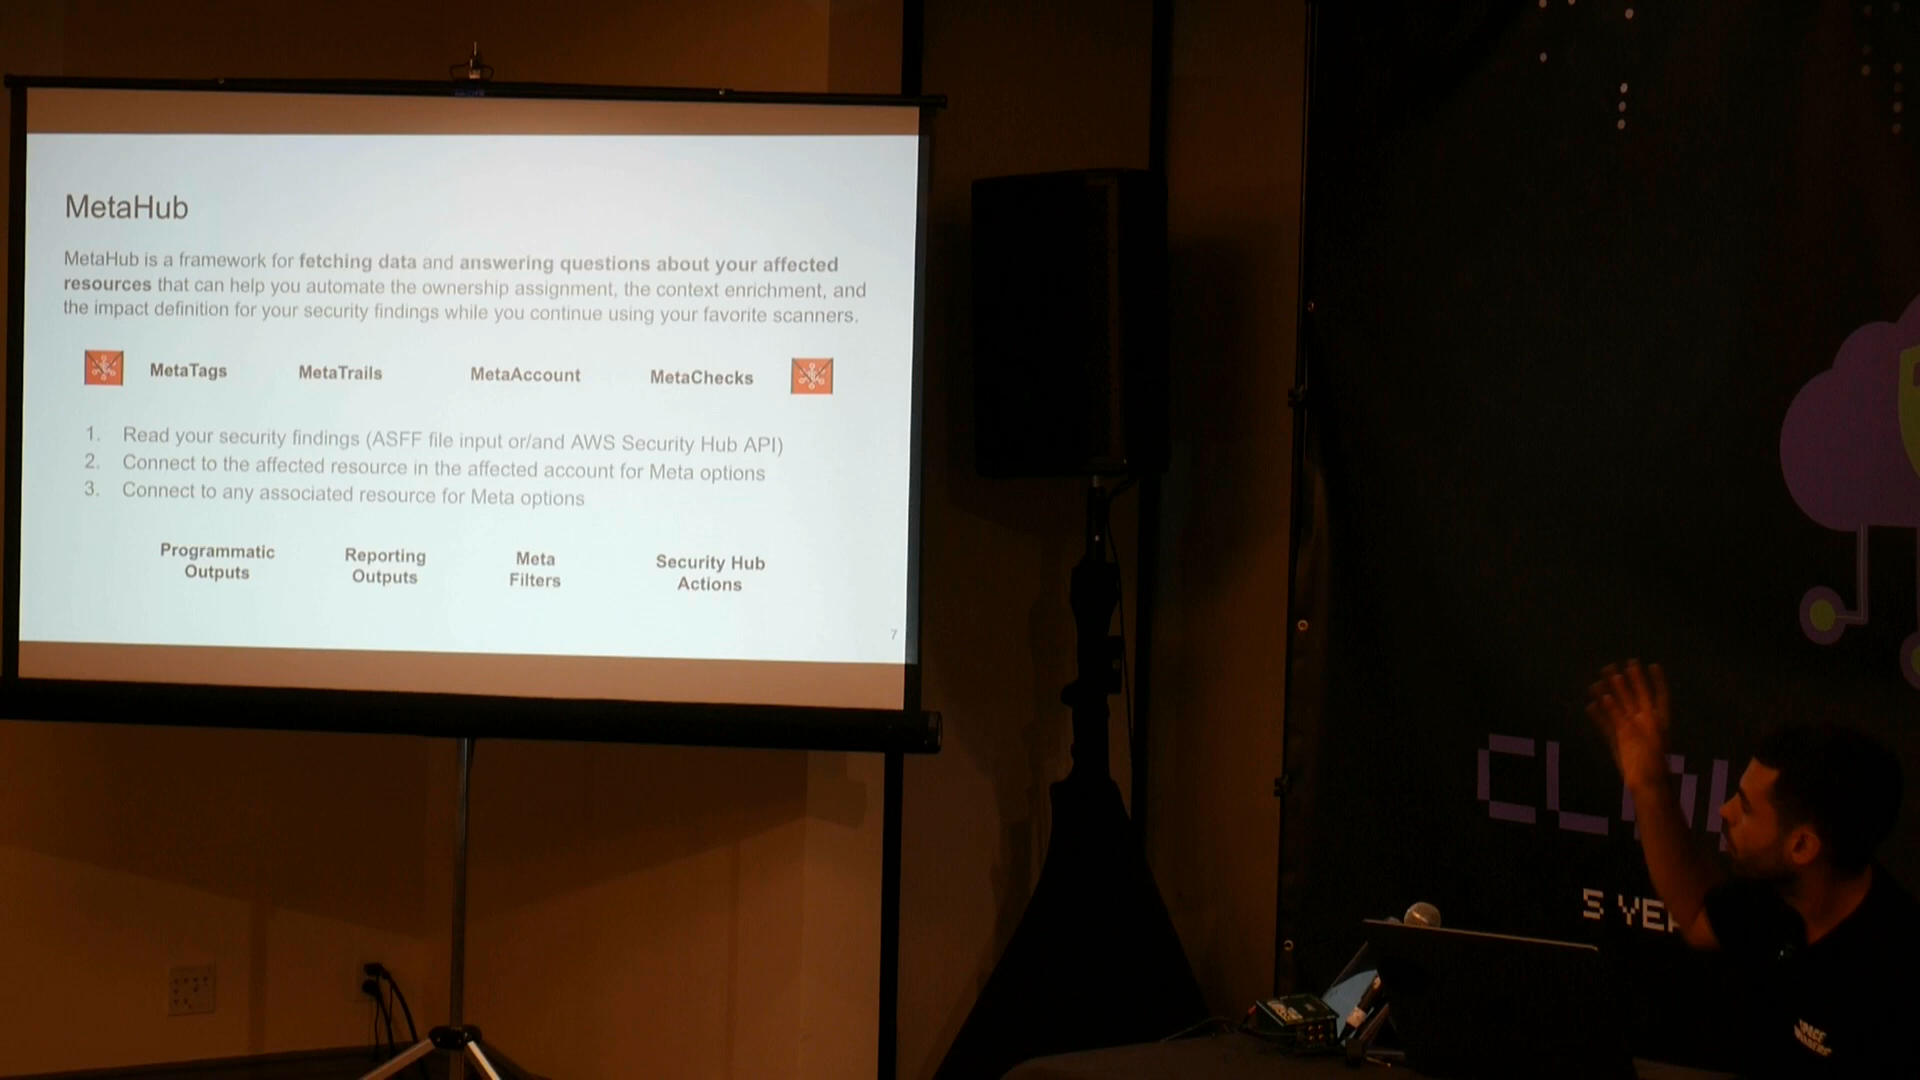 MetaHub
MetaHub is a framework for fetching data and answering questions about your affected
resources that can help you automate the ownership assignment, the context enrichment, and
the impact definition for your security findings while you continue using your favorite scanners.
MetaTags MetaTrails MetaAccount MetaChecks
1. Read your security findings (ASFF file input or/and AWS Security Hub API)
2. Connect to the affected resource in the affected account for Meta options
3. Connect to any associated resource for Meta options
Programmatic
Outputs
Reporting
Outputs
Meta
Filters
Security Hub
Actions
7
5